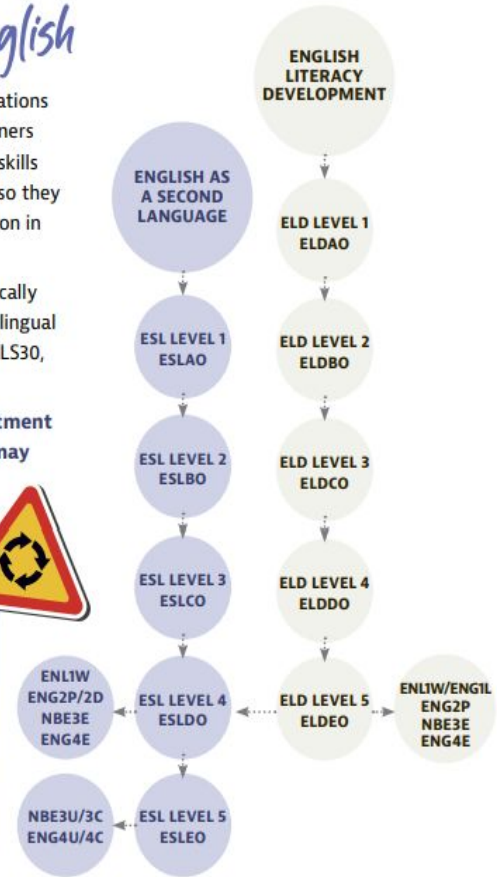 glish
ations
ners
skills
so they
on in
cally
lingual
LS30,
tment
may
ENGLISH
LITERACY
DEVELOPMENT
ENGLISH AS
A SECOND
LANGUAGE
ELD LEVEL 1
ELDAO
ESL LEVEL 1
ESLAO
ELD LEVEL 2
ELDBO
ESL LEVEL 2
ESLBO
ELD LEVEL 3
ELDCO
ESL LEVEL 3
ESLCO
ELD LEVEL 4
ELDDO
ENL1W
ENG2P/2D
NBE3E
ENG4E
ESL LEVEL 4
ESLDO
ELD LEVEL 5
ELDEO
ENL1W/ENG1L
ENG2P
NBE3E
ENG4E
NBE3U/3C
ENG4U/4C
ESL LEVEL 5
ESLEO